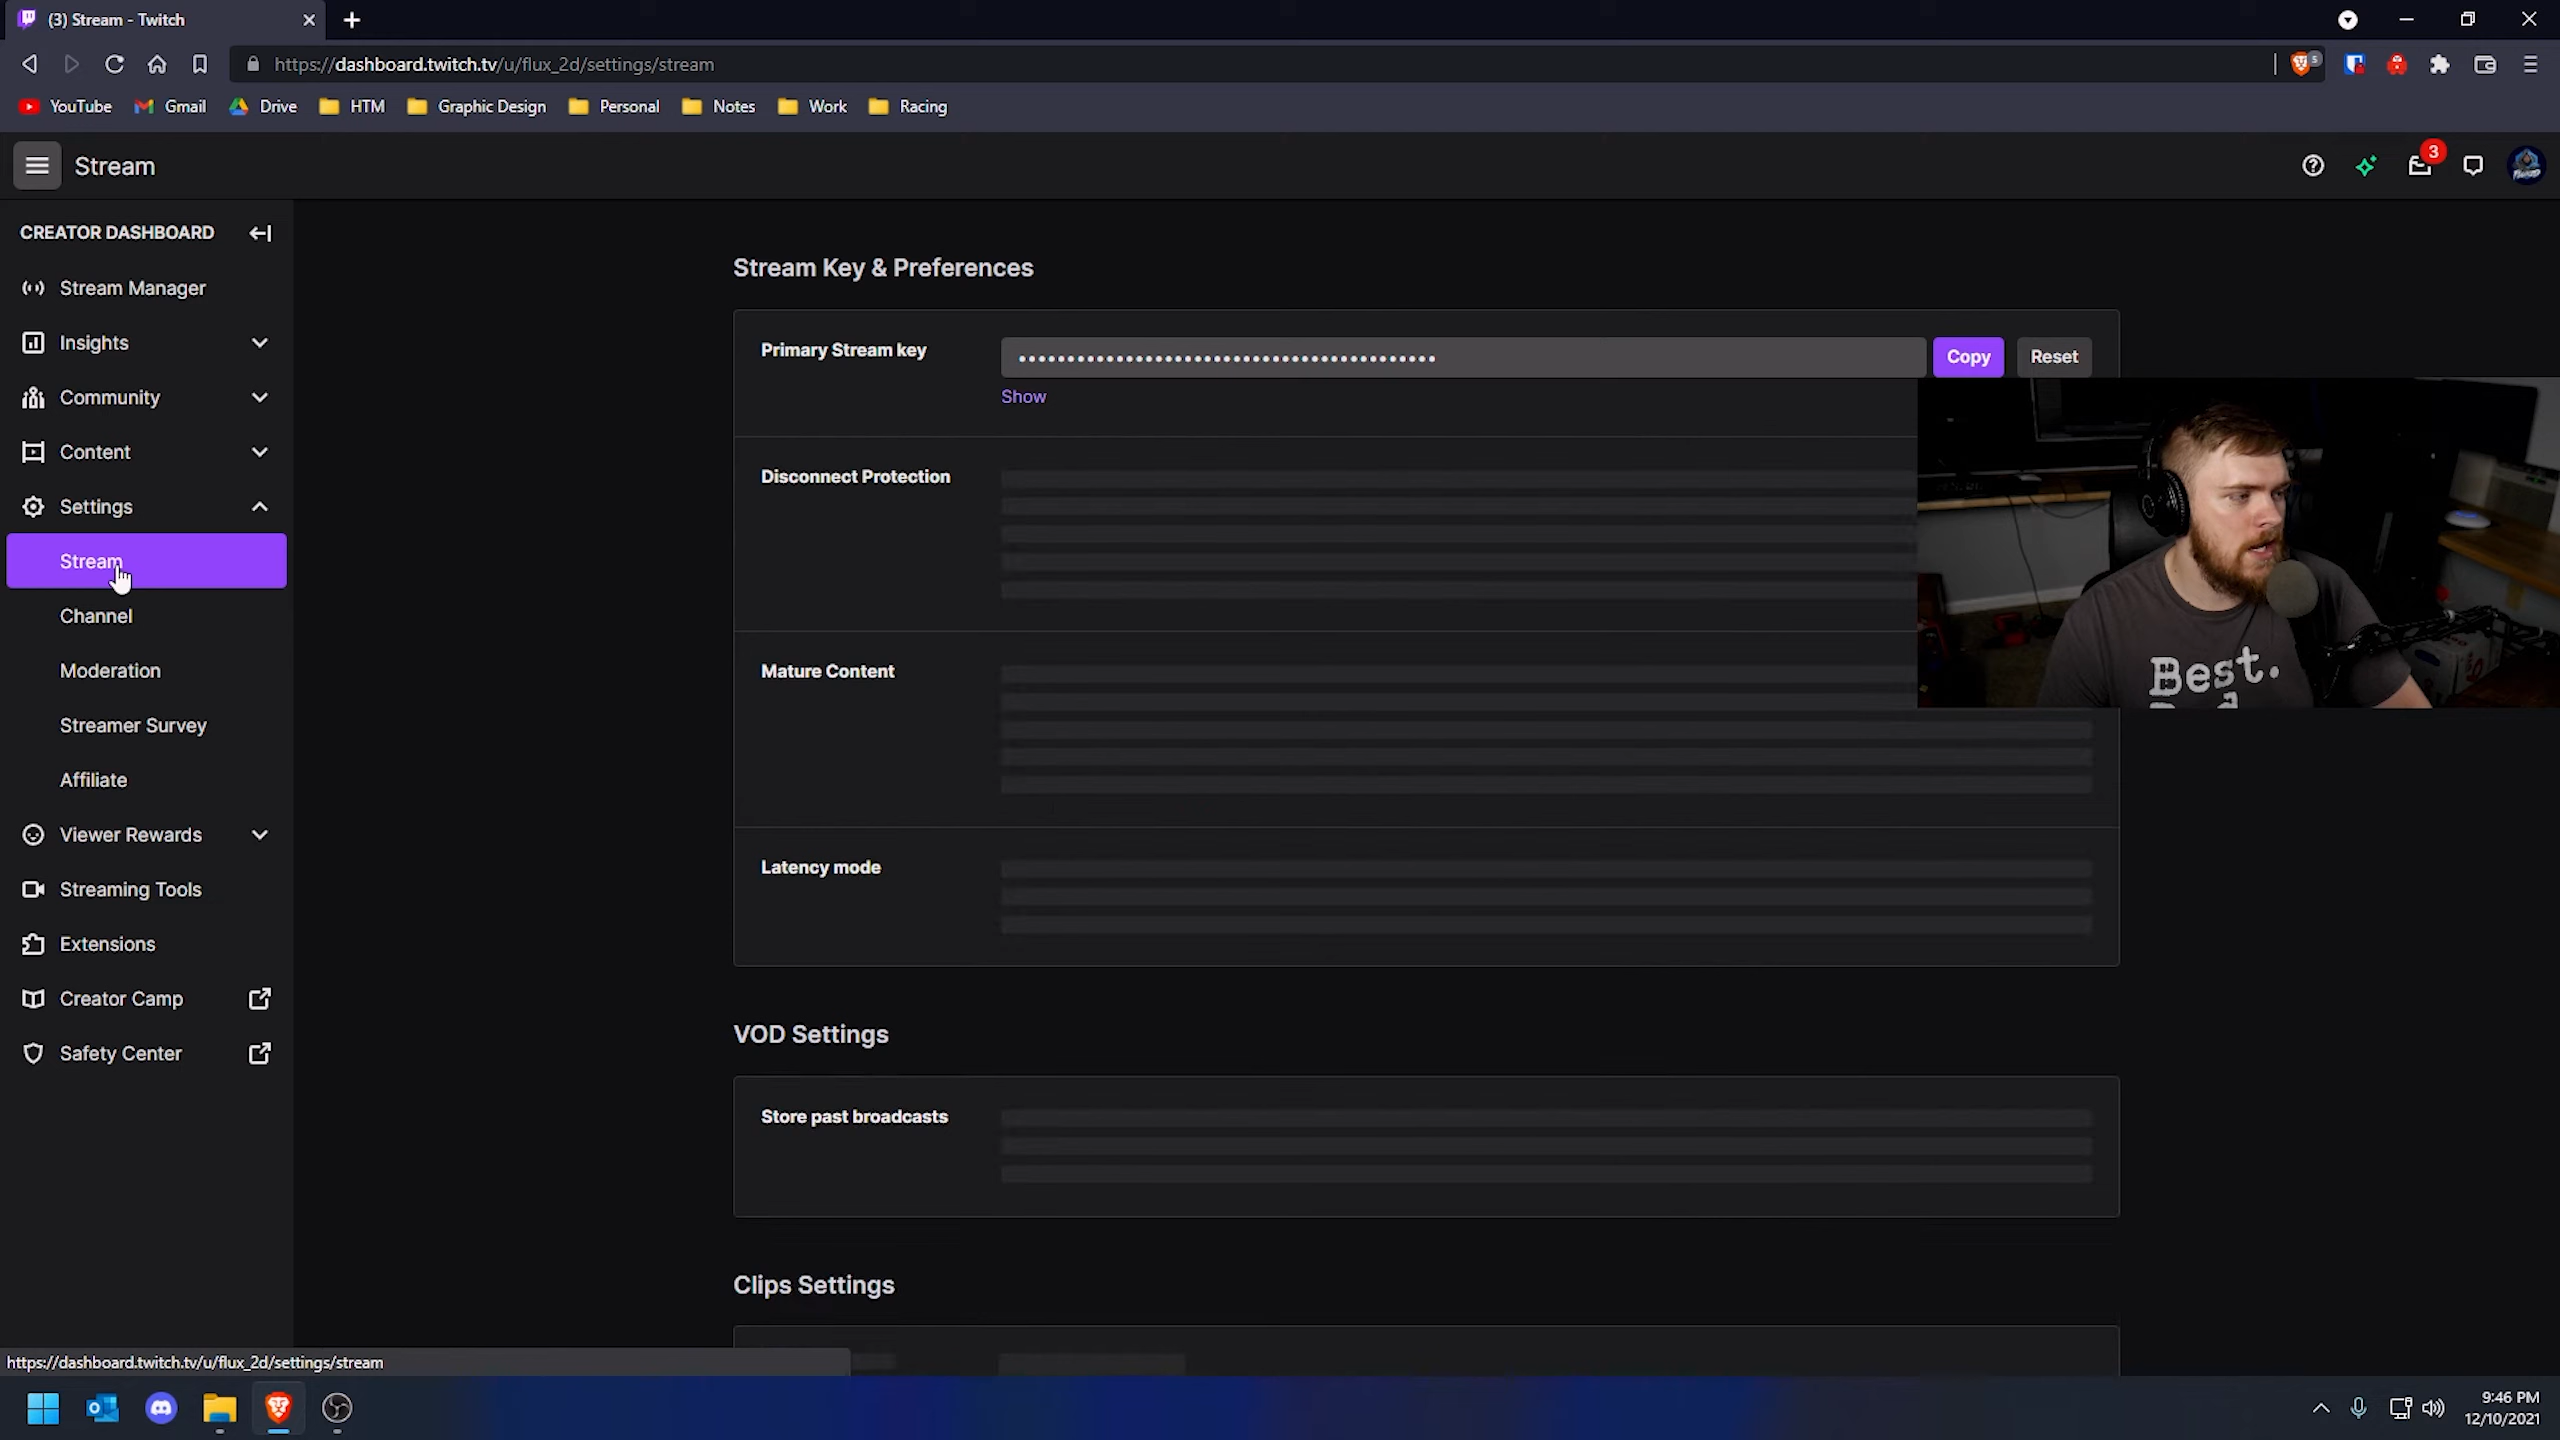 (3) Stream - Twitch
https://dashboard.twitch.tv/u/flux_2d/settings/stream
5
YouTube Gmail Drive HTM Graphic Design Personal Notes Work Racing
Stream
3
CREATOR DASHBOARD
Stream Manager
Insights
Community
Content
Settings
Stream
Channel
Moderation
Streamer Survey
Affiliate
Viewer Rewards
Streaming Tools
Extensions
Creator Camp
Safety Center
Stream Key & Preferences
Primary Stream key
Copy
Reset
Show
Disconnect Protection
Mature Content
Latency mode
VOD Settings
Store past broadcasts
Clips Settings
Best.
https://dashboard.twitch.tv/u/flux_2d/settings/stream
9:46 PM
12/10/2021